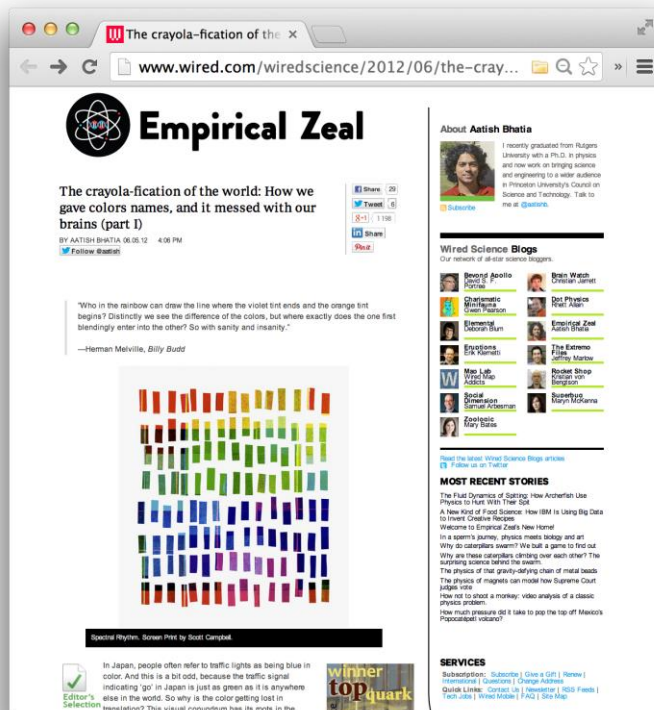 The crayola-fication of the
www.wired.com/wiredscience/2012/06/the-cray...
Empirical Zeal
The crayola-fication of the world: How we
gave colors names, and it messed with our
brains (part I)
BY AATISH BHATIA 06.05.12 4:06 PM
Follow @aatish
Share 29
Tweet 6
+1 1 198
Share
Pin it
"Who in the rainbow can draw the line where the violet tint ends and the orange tint
begins? Distinctly we see the difference of the colors, but where exactly does the one first
blendingly enter into the other? So with sanity and insanity."
—Herman Melville, Billy Budd
Spectral Rhythm. Screen Print by Scott Campbell.
Editor's
Selection
In Japan, people often refer to traffic lights as being blue in
color. And this is a bit odd, because the traffic signal
indicating 'go' in Japan is just as green as it is anywhere
else in the world. So why is the color getting lost in
translation? This visual conundrum has its roots in the
winner
top quark
About Aatish Bhatia
I recently graduated from Rutgers
University with a Ph.D. in physics
and now work on bringing science
and engineering to a wider audience
in Princeton University's Council on
Science and Technology. Talk to
me at @aatishb.
Subscribe
Wired Science Blogs
Our network of all-star science bloggers.
Beyond Apollo
David S. F.
Portree
Brain Watch
Christian Jarrett
Charismatic
Minifauna
Gwen Pearson
Dot Physics
Rhett Allain
Elemental
Deborah Blum
Empirical Zeal
Aatish Bhatia
Eruptions
Erik Klemetti
The Extremo
Files
Jeffrey Marlow
Map Lab
Wired Map
Addicts
Rocket Shop
Kristian von
Bengtson
Social
Dimension
Samuel Arbesman
Superbug
Maryn McKenna
Zoologic
Mary Bates
Read the latest Wired Science Blogs articles
Follow us on Twitter
MOST RECENT STORIES
The Fluid Dynamics of Spitting: How Archerfish Use
Physics to Hunt With Their Spit
A New Kind of Food Science: How IBM Is Using Big Data
to Invent Creative Recipes
Welcome to Empirical Zeal's New Home!
In a sperm's journey, physics meets biology and art
Why do caterpillars swarm? We built a game to find out
Why are these caterpillars climbing over each other? The
surprising science behind the swarm.
The physics of that gravity-defying chain of metal beads
The physics of magnets can model how Supreme Court
judges vote
How not to shoot a monkey: video analysis of a classic
physics problem.
How much pressure did it take to pop the top off Mexico's
Popocatépetl volcano?
SERVICES
Subscription: Subscribe | Give a Gift | Renew |
International | Questions | Change Address
Quick Links: Contact Us | Newsletter | RSS Feeds |
Tech Jobs | Wired Mobile | FAQ | Site Map